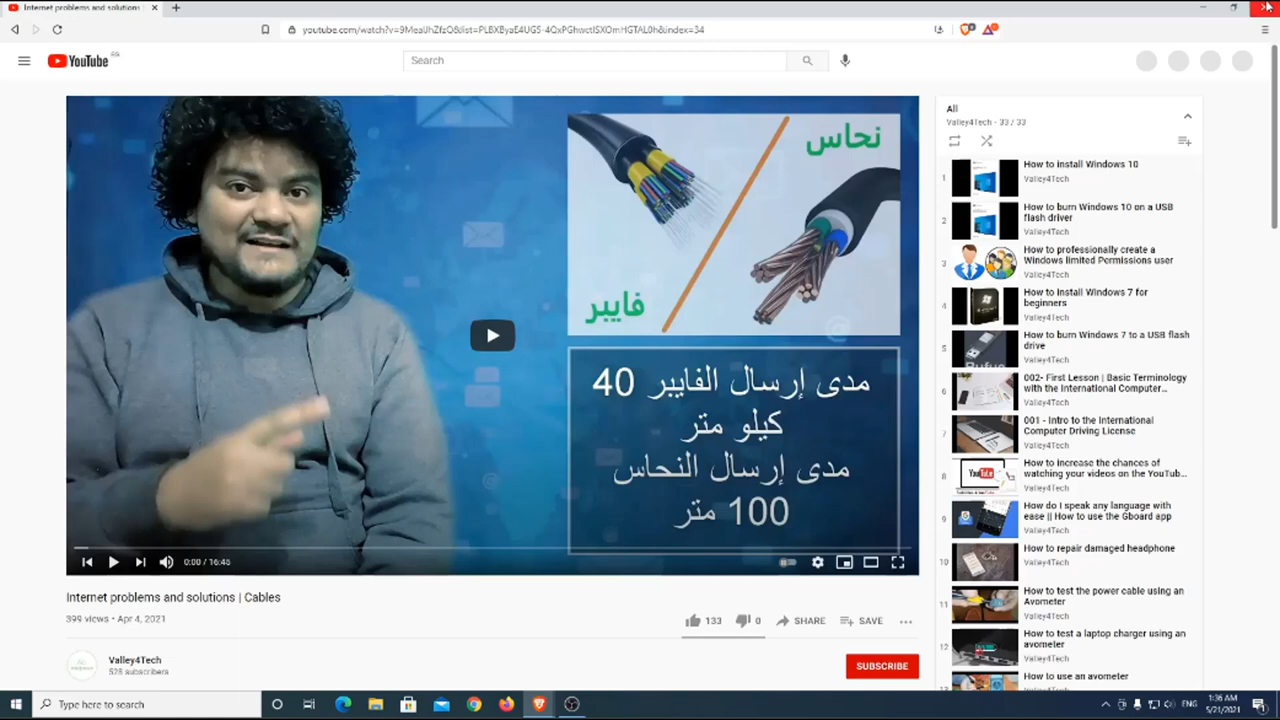 Internet problems and solutions
youtube.com/watch?v=9MeaUhZfzQ&list=PLBXByaE4UGS-4QxPGhwctISXOmHGTAL0h&index=34
YouTube
Search
نحاس
فايبر
مدى إرسال الفايبر 40
كيلو متر
مدى إرسال النحاس
100 متر
0:00 / 16:45
Internet problems and solutions | Cables
399 views • Apr 4, 2021
133
0
SHARE
SAVE
Valley4Tech
528 subscribers
SUBSCRIBE
All
Valley4Tech - 33 / 33
1
How to install Windows 10
Valley4Tech
2
How to burn Windows 10 on a USB
flash driver
Valley4Tech
3
How to professionally create a
Windows limited Permissions user
Valley4Tech
4
How to install Windows 7 for
beginners
Valley4Tech
5
How to burn Windows 7 to a USB flash
drive
Valley4Tech
Rufus
6
002- First Lesson | Basic Terminology
with the International Computer...
Valley4Tech
7
001 - Intro to the International
Computer Driving License
Valley4Tech
8
How to increase the chances of
watching your videos on the YouTub...
Valley4Tech
YouTube
9
How do I speak any language with
ease || How to use the Gboard app
Valley4Tech
10
How to repair damaged headphone
Valley4Tech
11
How to test the power cable using an
Avometer
Valley4Tech
12
How to test a laptop charger using an
avometer
Valley4Tech
How to use an avometer
Type here to search
ENG
1:36 AM
5/21/2021